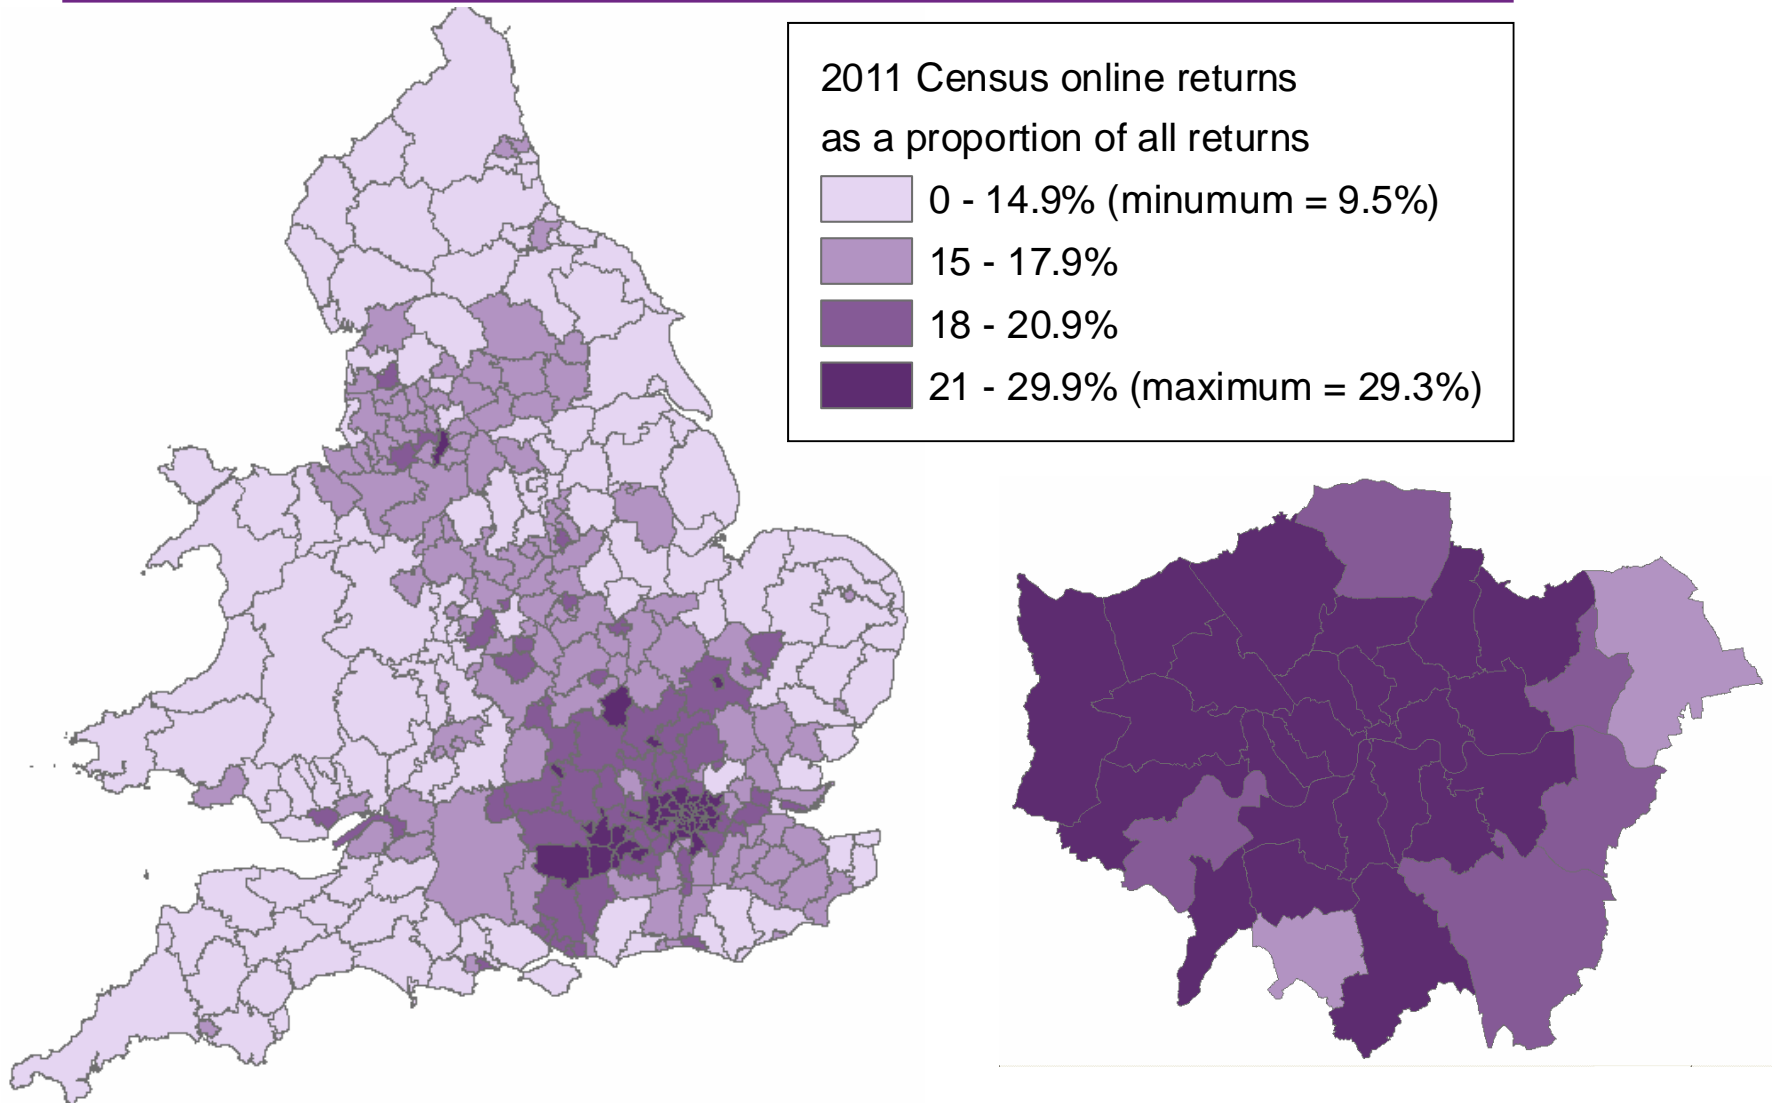 2011 Census online returns
as a proportion of all returns
0 - 14.9% (minumum = 9.5%)
15 - 17.9%
18 - 20.9%
21 - 29.9% (maximum = 29.3%)